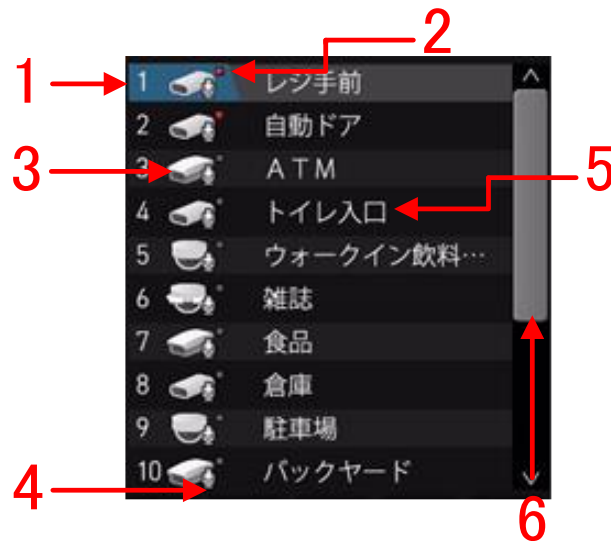 2
1
1 レジ手前
2 自動ドア
3
3 ATM
5
4 トイレ入口
5 ウォークイン飲料…
6 雑誌
7 食品
8 倉庫
9 駐車場
10 バックヤード
4
6